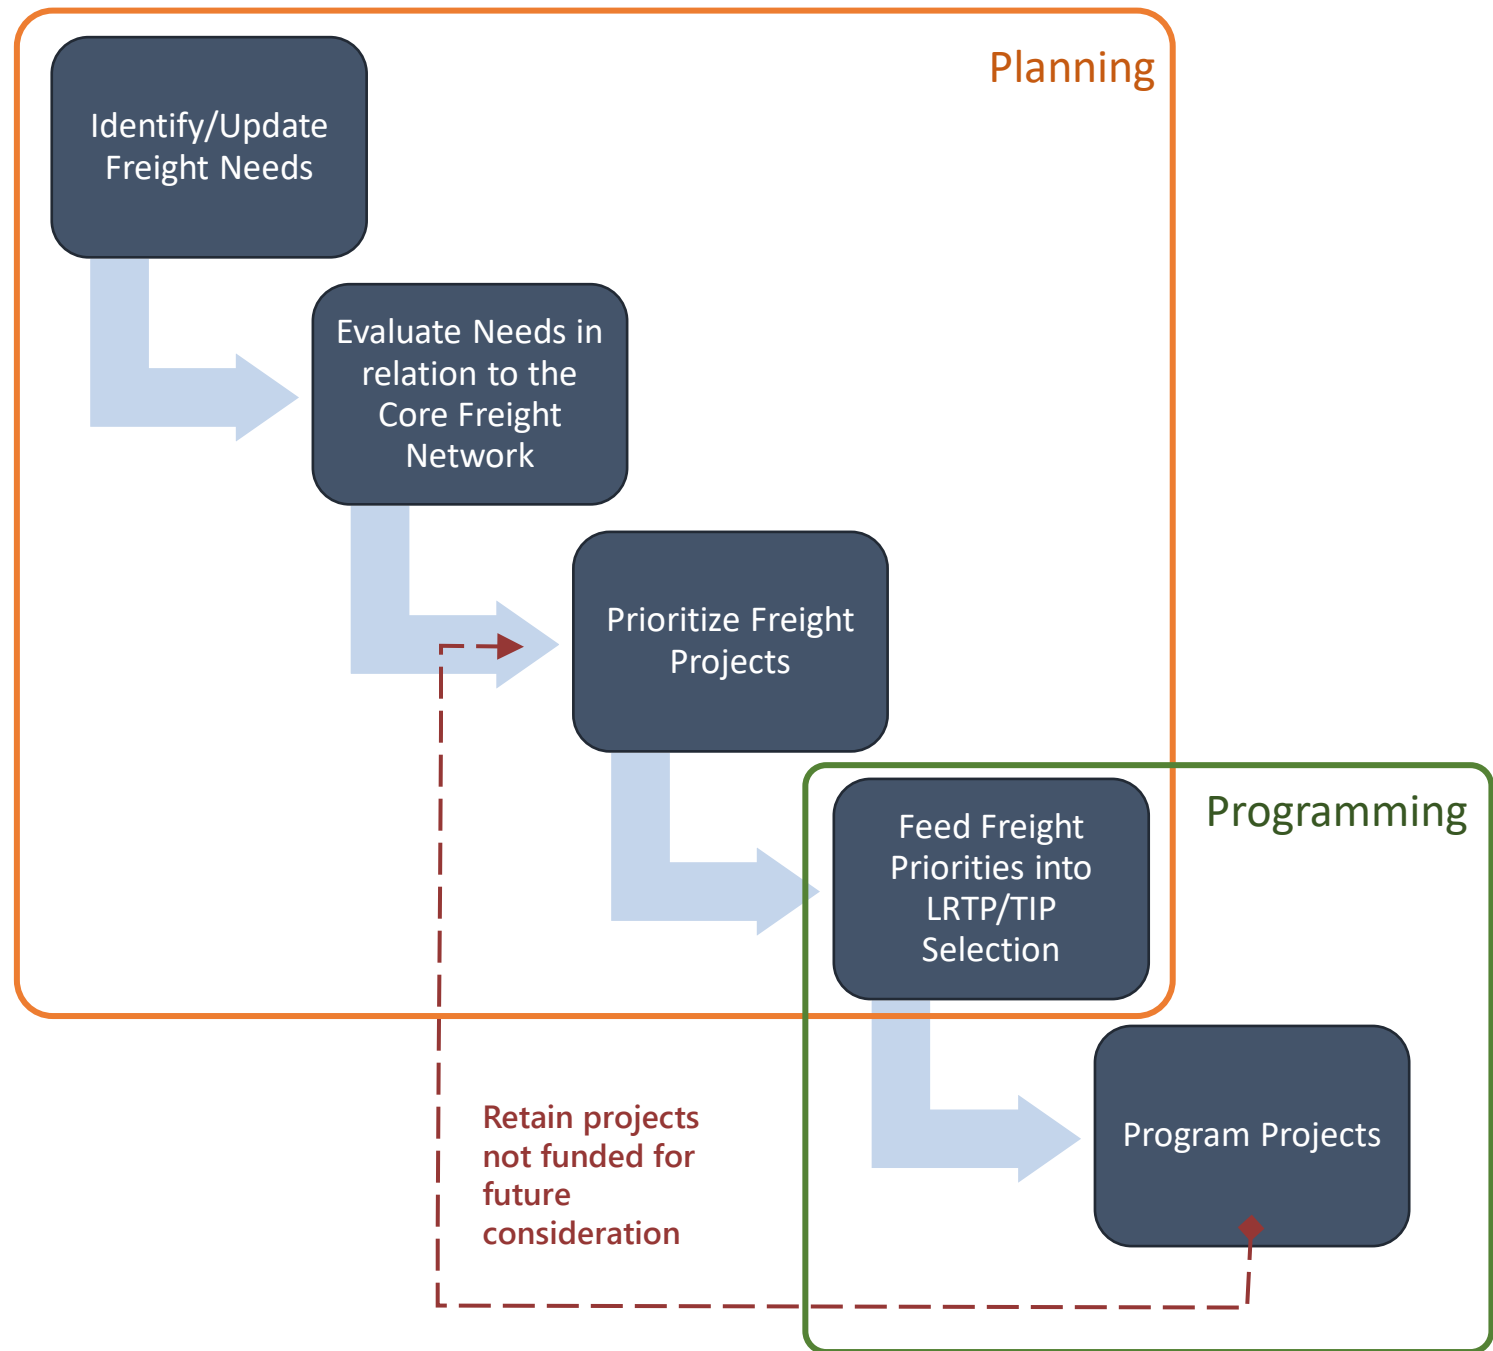 Planning
Identify/Update
Freight Needs
Evaluate Needs in
relation to the
Core Freight
Network
Prioritize Freight
Projects
Programming
Feed Freight
Priorities into
LRTP/TIP
Selection
Program Projects
Retain projects
not funded for
future
consideration